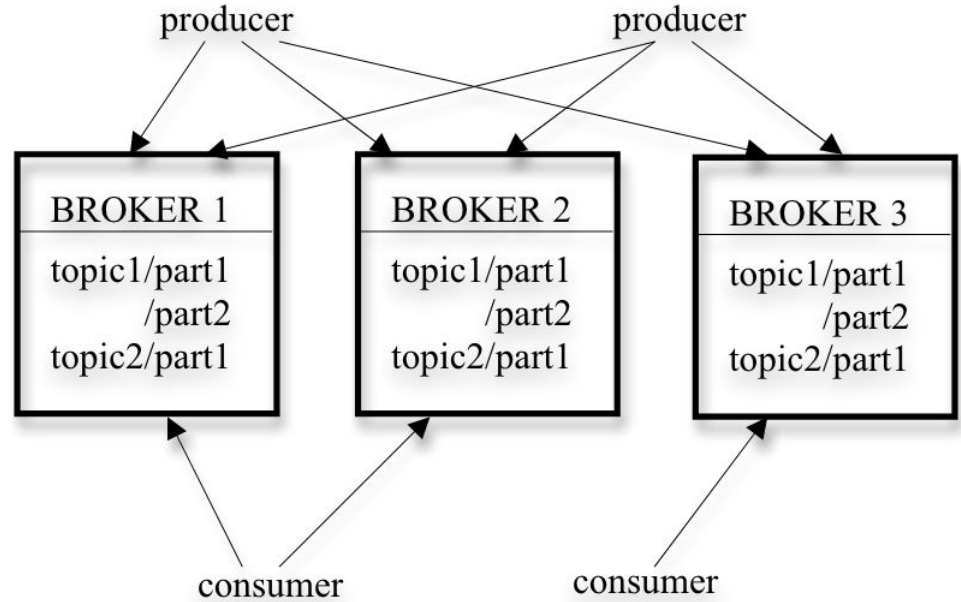 producer
producer
BROKER 1
topic1/part1
/part2
topic2/part1
BROKER 2
topic1/part1
/part2
topic2/part1
BROKER 3
topic1/part1
/part2
topic2/part1
consumer
consumer